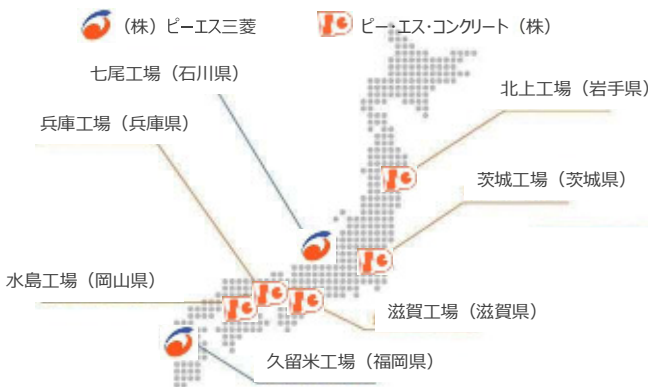 （株）ピーエス三菱
ピー・エス・コンクリート（株）
七尾工場（石川県）
北上工場（岩手県）
兵庫工場（兵庫県）
茨城工場（茨城県）
水島工場（岡山県）
滋賀工場（滋賀県）
久留米工場（福岡県）